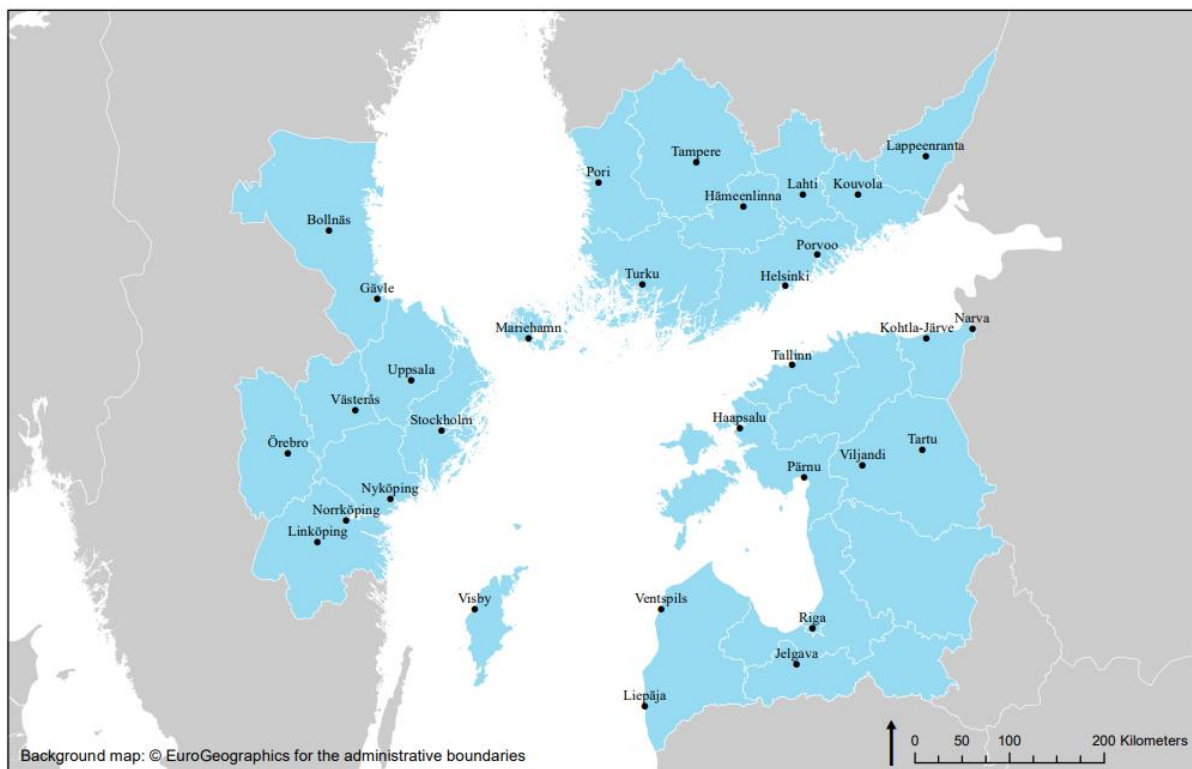 Lappeenranta
Tampere
Pori
Lahti
Kouvola
Hämeenlinna
Bollnäs
Porvoo
Turku
Helsinki
Gävle
Mariehamn
Narva
Kohtla-Järve
Tallinn
Uppsala
Västerås
Stockholm
Haapsalu
Örebro
Tartu
Viljandi
Pärnu
Nyköping
Norrköping
Linköping
Visby
Ventspils
Riga
Jelgava
Liepāja
Background map: © EuroGeographics for the administrative boundaries
0 50 100 200 Kilometers